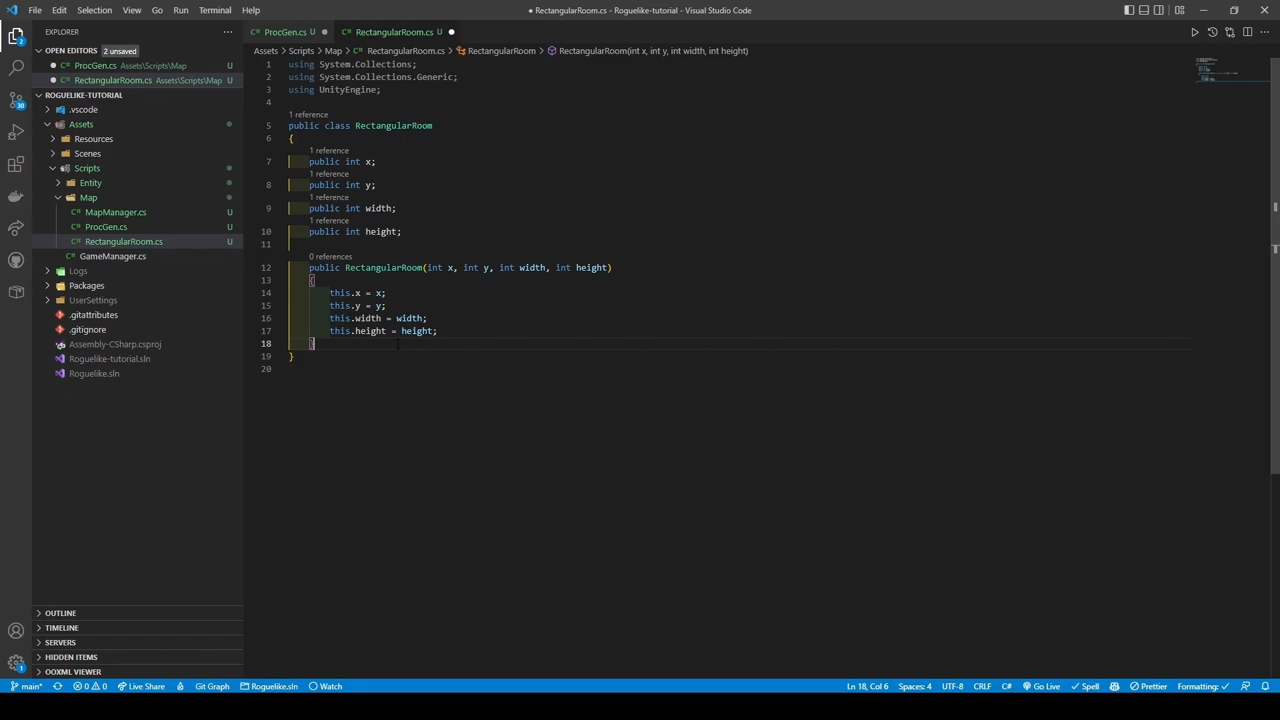 File Edit Selection View Go Run Terminal Help
● RectangularRoom.cs - Roguelike-tutorial - Visual Studio Code
EXPLORER ···
OPEN EDITORS 2 unsaved
● ProcGen.cs Assets\Scripts\Map U
● RectangularRoom.cs Assets\Scripts\Map U
ROGUELIKE-TUTORIAL
.vscode
Assets
Resources
Scenes
Scripts
Entity
Map
MapManager.cs U
ProcGen.cs U
RectangularRoom.cs U
GameManager.cs U
Logs
Packages
UserSettings
.gitattributes
.gitignore
Assembly-CSharp.csproj
Roguelike-tutorial.sln
Roguelike.sln
OUTLINE
TIMELINE
SERVERS
HIDDEN ITEMS
OOXML VIEWER
2
30
1
ProcGen.cs U ●
RectangularRoom.cs U ●
Assets > Scripts > Map > RectangularRoom.cs > RectangularRoom > RectangularRoom(int x, int y, int width, int height)
1 using System.Collections;
2 using System.Collections.Generic;
3 using UnityEngine;
4
1 reference
5 public class RectangularRoom
6 {
1 reference
7 public int x;
1 reference
8 public int y;
1 reference
9 public int width;
1 reference
10 public int height;
11
0 references
12 public RectangularRoom(int x, int y, int width, int height)
13 {
14 this.x = x;
15 this.y = y;
16 this.width = width;
17 this.height = height;
18 }
19 }
20
main* 0 0 Live Share Git Graph Roguelike.sln Watch Ln 18, Col 6 Spaces: 4 UTF-8 CRLF C# Go Live Spell Prettier Formatting: ✓